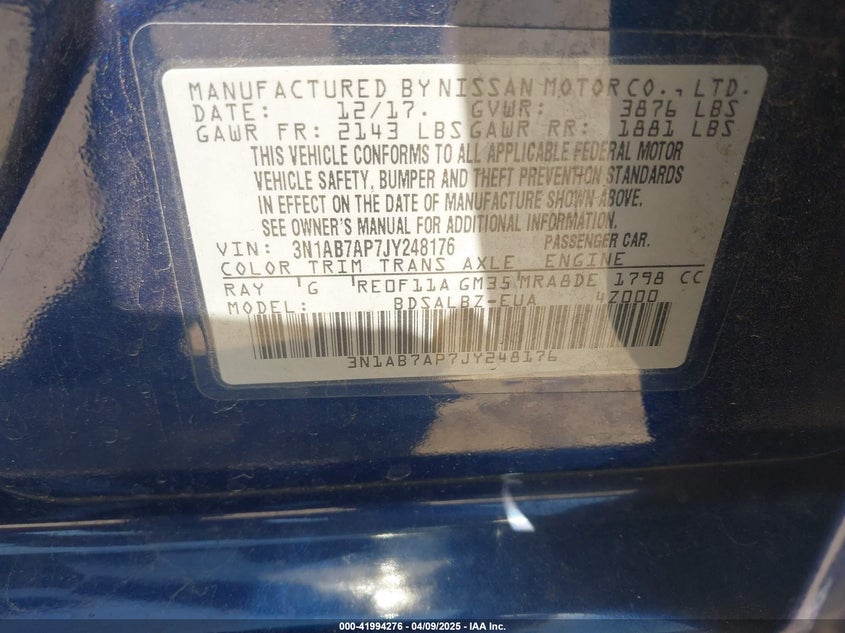 MANUFACTURED BY NISSAN MOTOR CO., LTD.
DATE: 12/17. GVWR: 3876 LBS
GAWR FR: 2143 LBS GAWR RR: 1881 LBS
THIS VEHICLE CONFORMS TO ALL APPLICABLE FEDERAL MOTOR
VEHICLE SAFETY, BUMPER AND THEFT PREVENTION STANDARDS
IN EFFECT ON THE DATE OF MANUFACTURE SHOWN ABOVE.
SEE OWNER'S MANUAL FOR ADDITIONAL INFORMATION.
VIN: 3N1AB7AP7JY248176 PASSENGER CAR.
COLOR TRIM TRANS AXLE ENGINE
RAY G RE0F11A GM35 MRA8DE 1798 CC
MODEL: BDSALBZ-EUA 4Z000
3N1AB7AP7JY248176
000-41994276 - 04/09/2025 - IAA Inc.